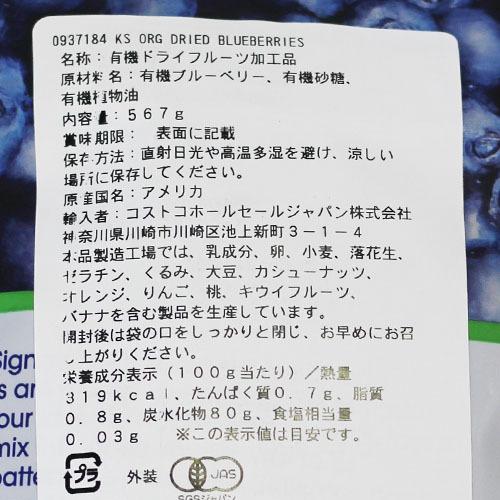 0937184 KS ORG DRIED BLUEBERRIES
名称：有機ドライフルーツ加工品
原材料名：有機ブルーベリー、有機砂糖、
有機植物油
内容量：567g
賞味期限： 表面に記載
保存方法：直射日光や高温多湿を避け、涼しい
場所に保存してください。
原産国名：アメリカ
輸入者：コストコホールセールジャパン株式会社
神奈川県川崎市川崎区池上新町3－1－4
本品製造工場では、乳成分、卵、小麦、落花生、
ゼラチン、くるみ、大豆、カシューナッツ、
オレンジ、りんご、桃、キウイフルーツ、
バナナを含む製品を生産しています。
開封後は袋の口をしっかりと閉じ、お早めにお召
し上がりください。
栄養成分表示（100g当たり）／熱量
319kcal、たんぱく質0.7g、脂質
0.8g、炭水化物80g、食塩相当量
0.03g ※この表示値は目安です。
プラ 外装 JAS
SGSジャパン
Sign
s an
our
mix
batte